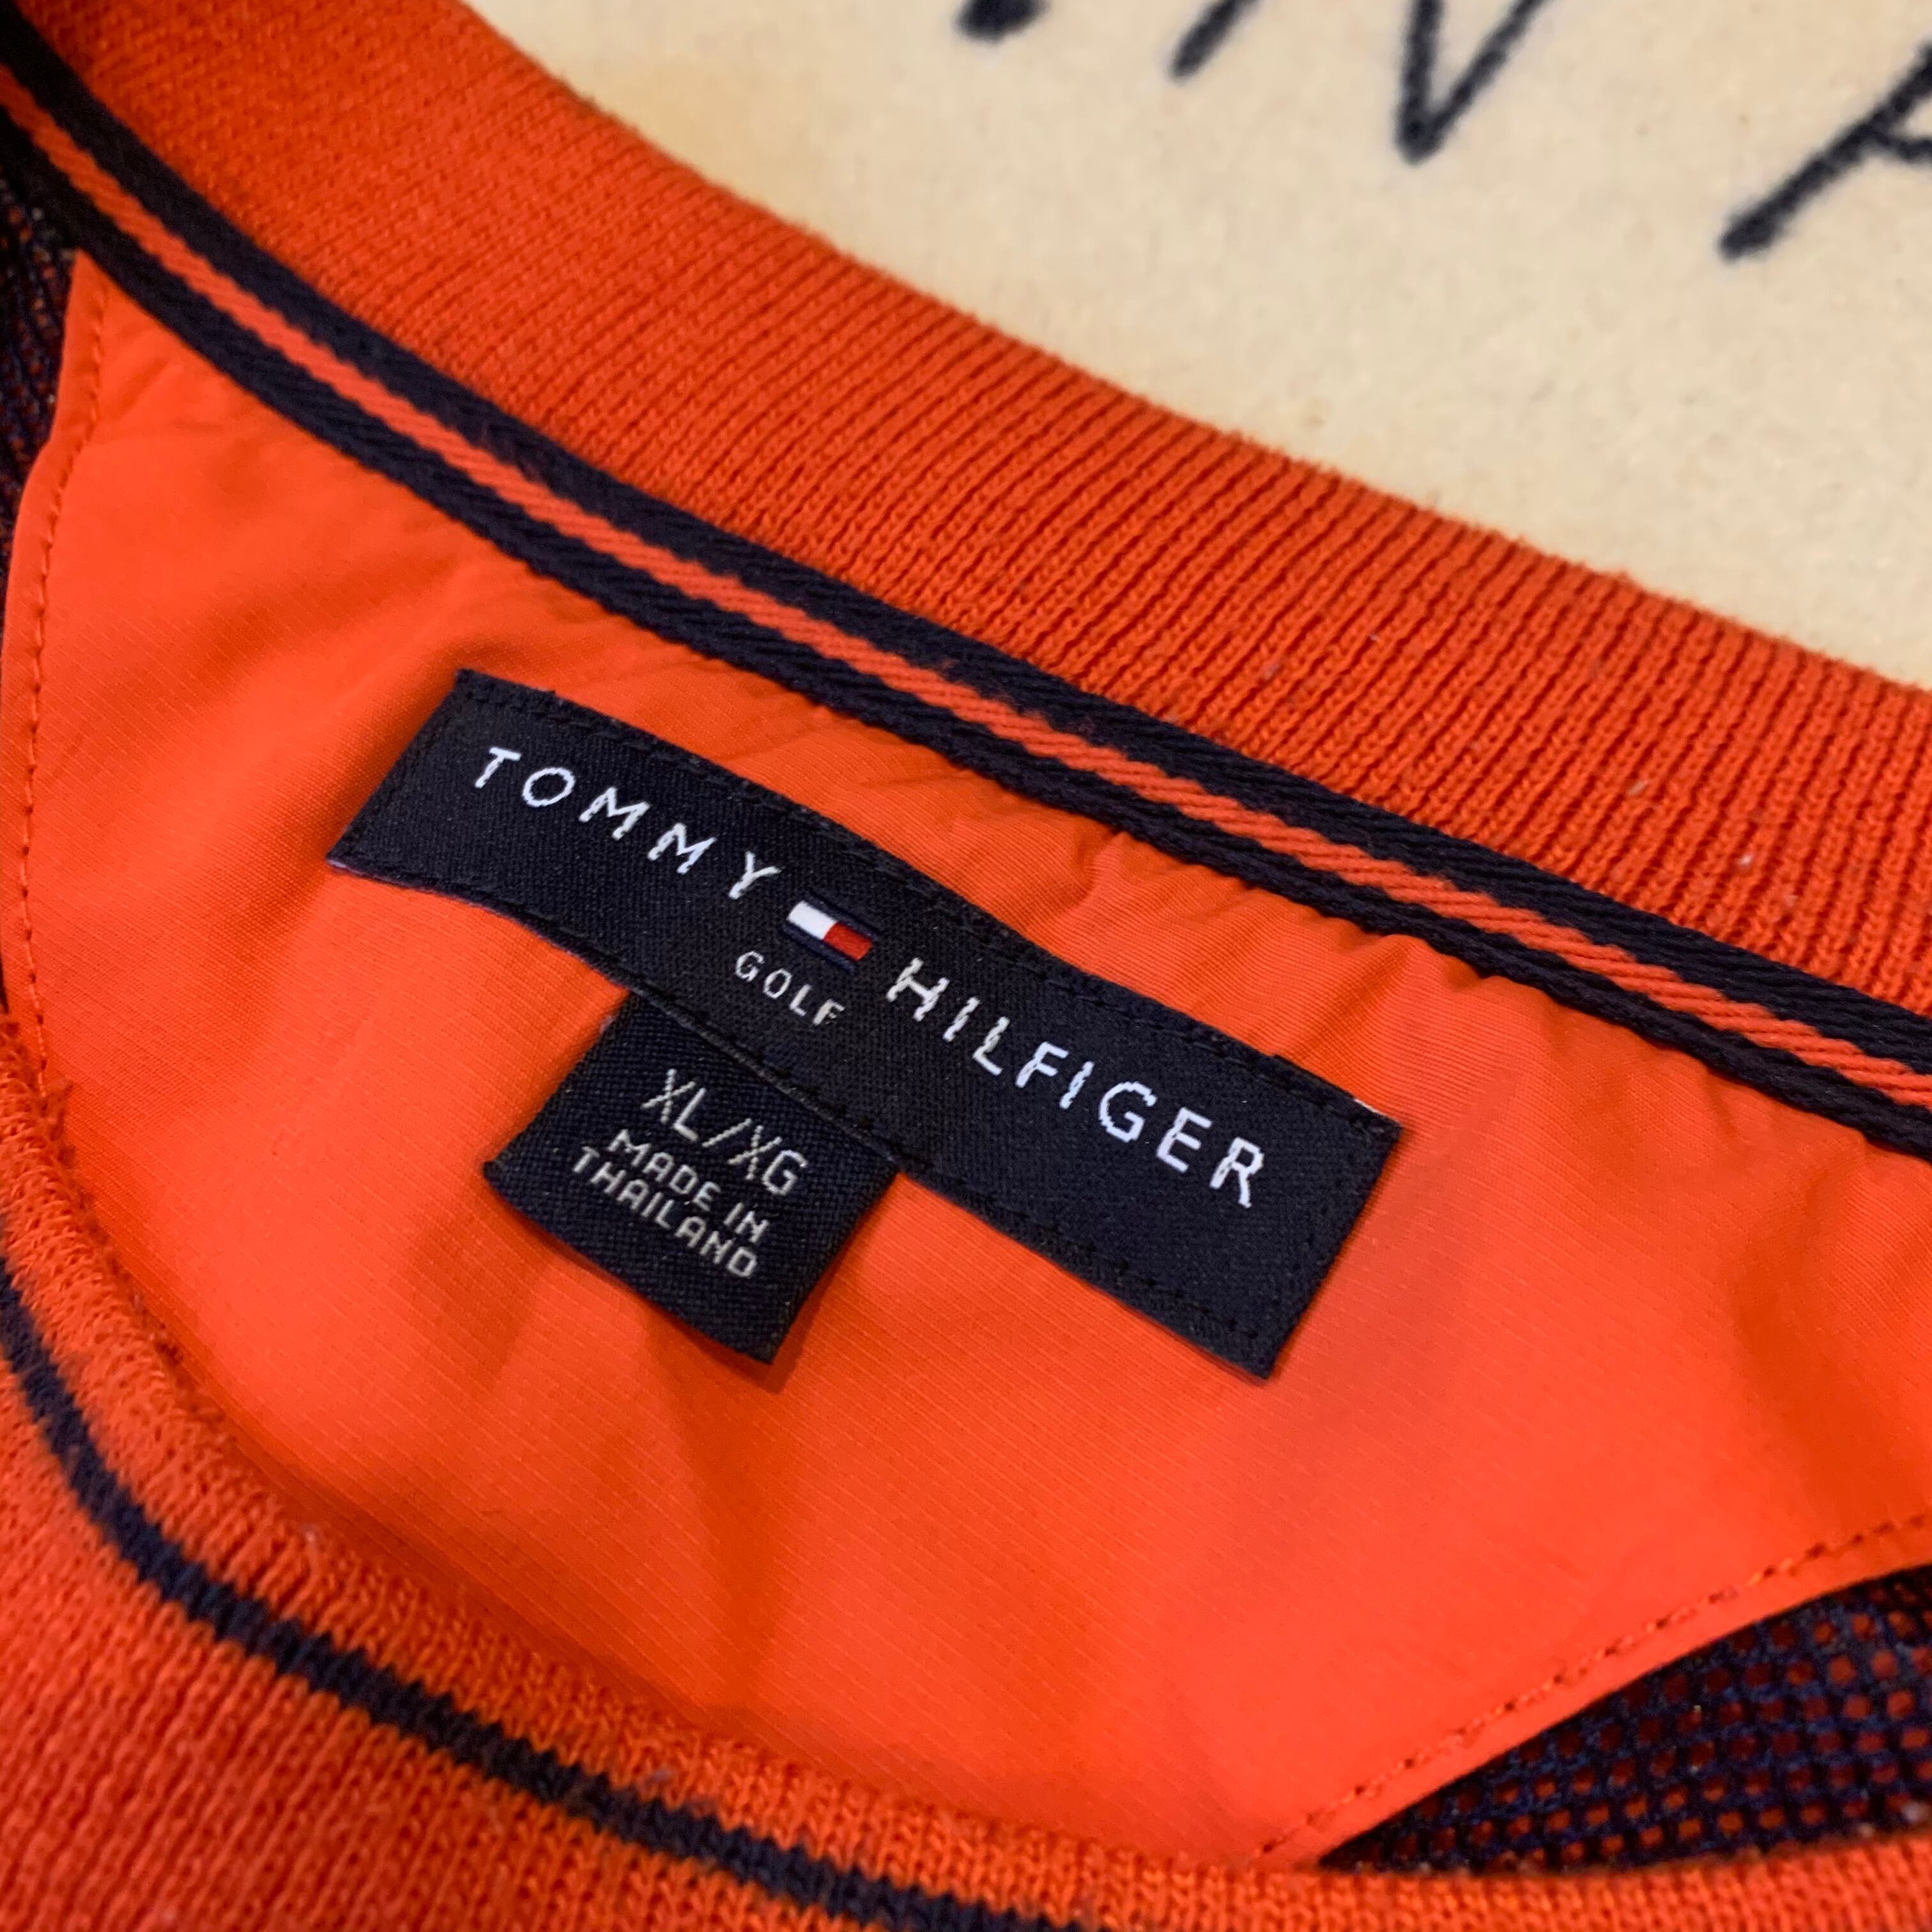 TOMMY HILFIGER
GOLF
XL/XG
MADE IN
THAILAND